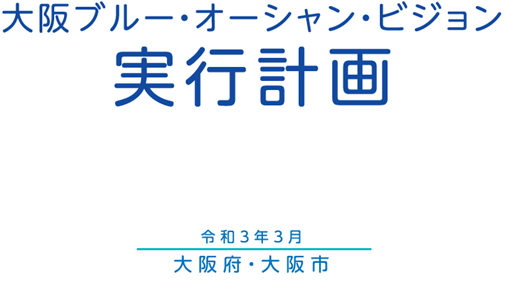 大阪ブルー・オーシャン・ビジョン
実行計画
令和3年3月
大阪府・大阪市